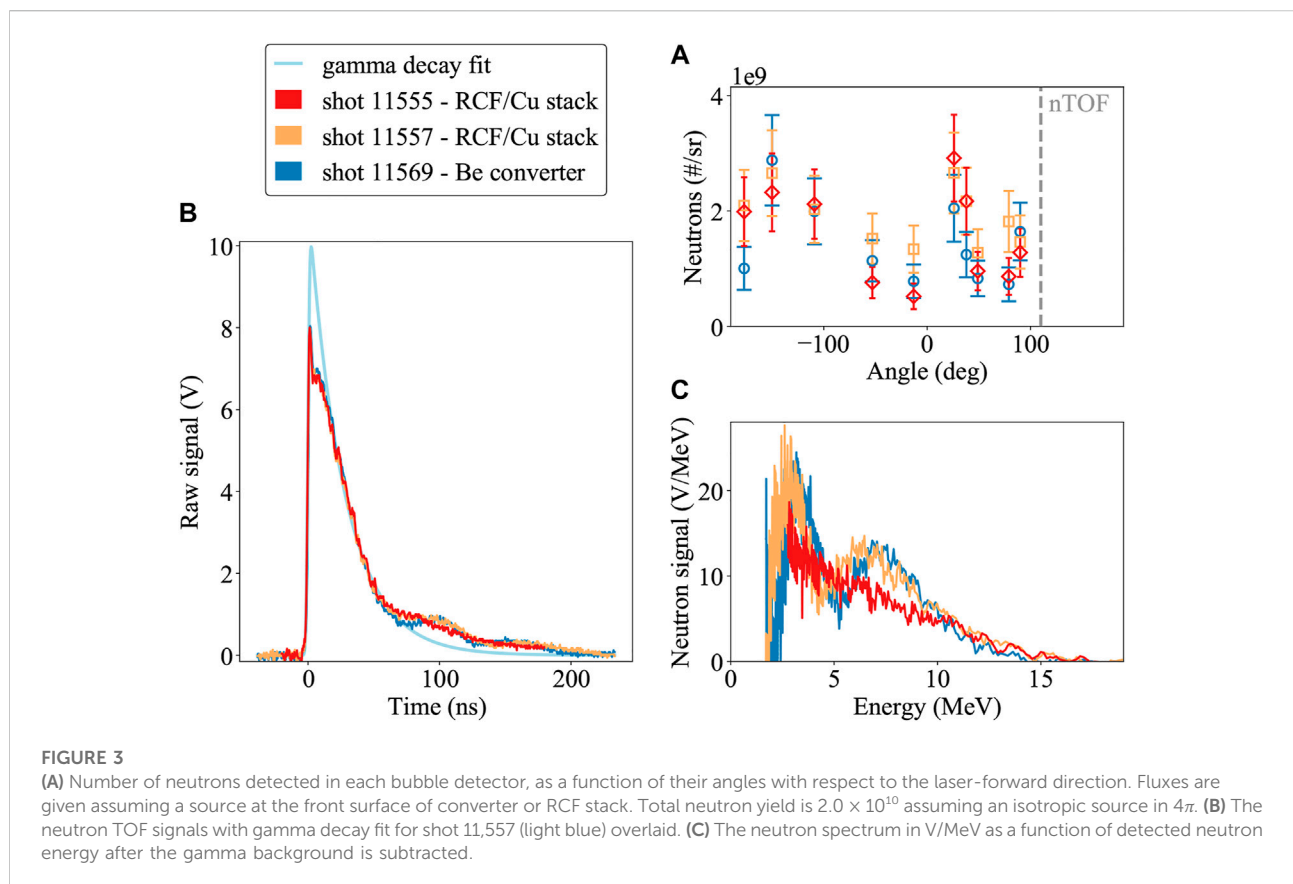 gamma decay fit
shot 11555 - RCF/Cu stack
shot 11557 - RCF/Cu stack
shot 11569 - Be converter
A
1e9
4
2
0
Neutrons (#/sr)
nTOF
−100
0
100
Angle (deg)
B
10
8
6
4
2
0
Raw signal (V)
0
100
200
Time (ns)
C
20
10
0
Neutron signal (V/MeV)
0
5
10
15
Energy (MeV)
FIGURE 3
(A) Number of neutrons detected in each bubble detector, as a function of their angles with respect to the laser-forward direction. Fluxes are
given assuming a source at the front surface of converter or RCF stack. Total neutron yield is 2.0 × 10¹⁰ assuming an isotropic source in 4π. (B) The
neutron TOF signals with gamma decay fit for shot 11,557 (light blue) overlaid. (C) The neutron spectrum in V/MeV as a function of detected neutron
energy after the gamma background is subtracted.